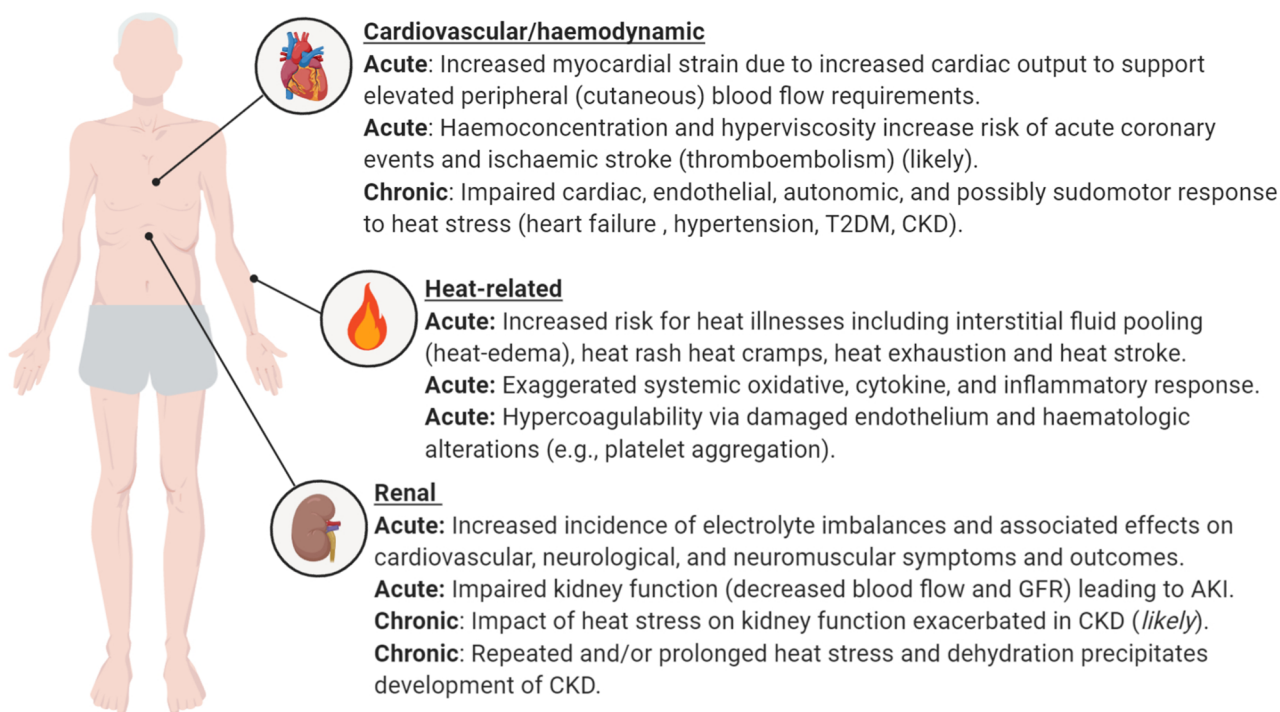 Cardiovascular/haemodynamic
Acute: Increased myocardial strain due to increased cardiac output to support
elevated peripheral (cutaneous) blood flow requirements.
Acute: Haemoconcentration and hyperviscosity increase risk of acute coronary
events and ischaemic stroke (thromboembolism) (likely).
Chronic: Impaired cardiac, endothelial, autonomic, and possibly sudomotor response
to heat stress (heart failure , hypertension, T2DM, CKD).
Heat-related
Acute: Increased risk for heat illnesses including interstitial fluid pooling
(heat-edema), heat rash heat cramps, heat exhaustion and heat stroke.
Acute: Exaggerated systemic oxidative, cytokine, and inflammatory response.
Acute: Hypercoagulability via damaged endothelium and haematologic
alterations (e.g., platelet aggregation).
Renal
Acute: Increased incidence of electrolyte imbalances and associated effects on
cardiovascular, neurological, and neuromuscular symptoms and outcomes.
Acute: Impaired kidney function (decreased blood flow and GFR) leading to AKI.
Chronic: Impact of heat stress on kidney function exacerbated in CKD (likely).
Chronic: Repeated and/or prolonged heat stress and dehydration precipitates
development of CKD.